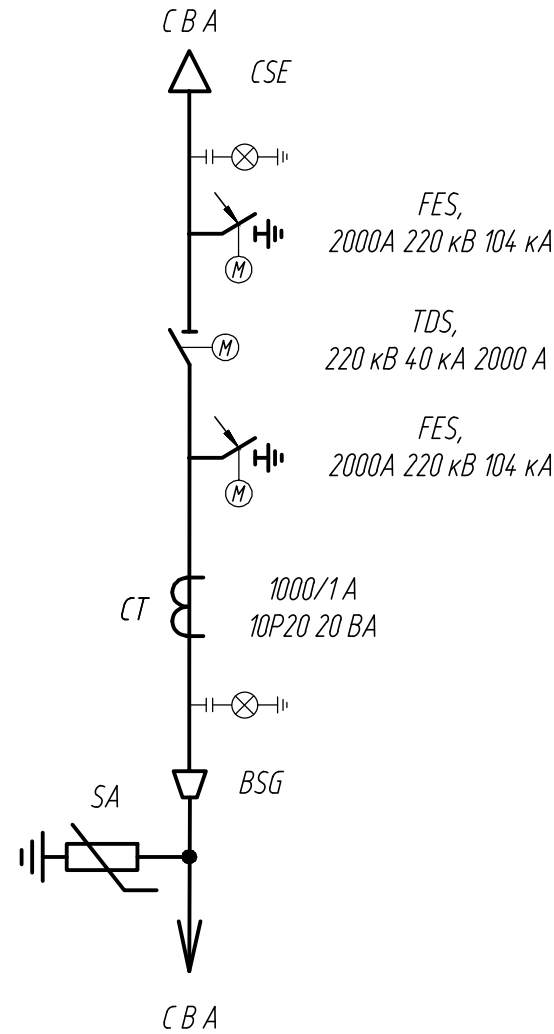 С В А
CSE
FES,
2000А 220 кВ 104 кА
М
TDS,
220 кВ 40 кА 2000 А
М
FES,
2000А 220 кВ 104 кА
М
CT
1000/1 А
10Р20 20 ВА
BSG
SA
С В А